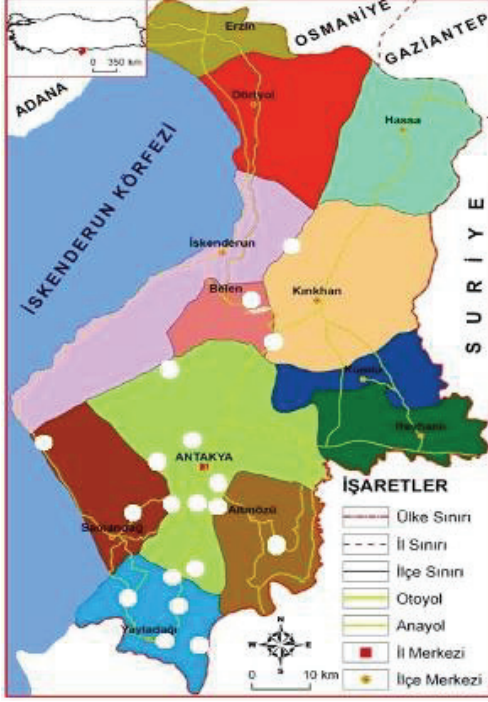 Erzin
OSMANİYE
GAZİANTEP
0 350 km
ADANA
Dörtyol
Hassa
İSKENDERUN KÖRFEZİ
SURİYE
İskenderun
Belen
Kırıkhan
Kumlu
Reyhanlı
ANTAKYA
Altınözü
Samandağ
Yayladağı
İŞARETLER
Ülke Sınırı
İl Sınırı
İlçe Sınırı
Otoyol
Anayol
İl Merkezi
İlçe Merkezi
N
W E
S
0 10 km